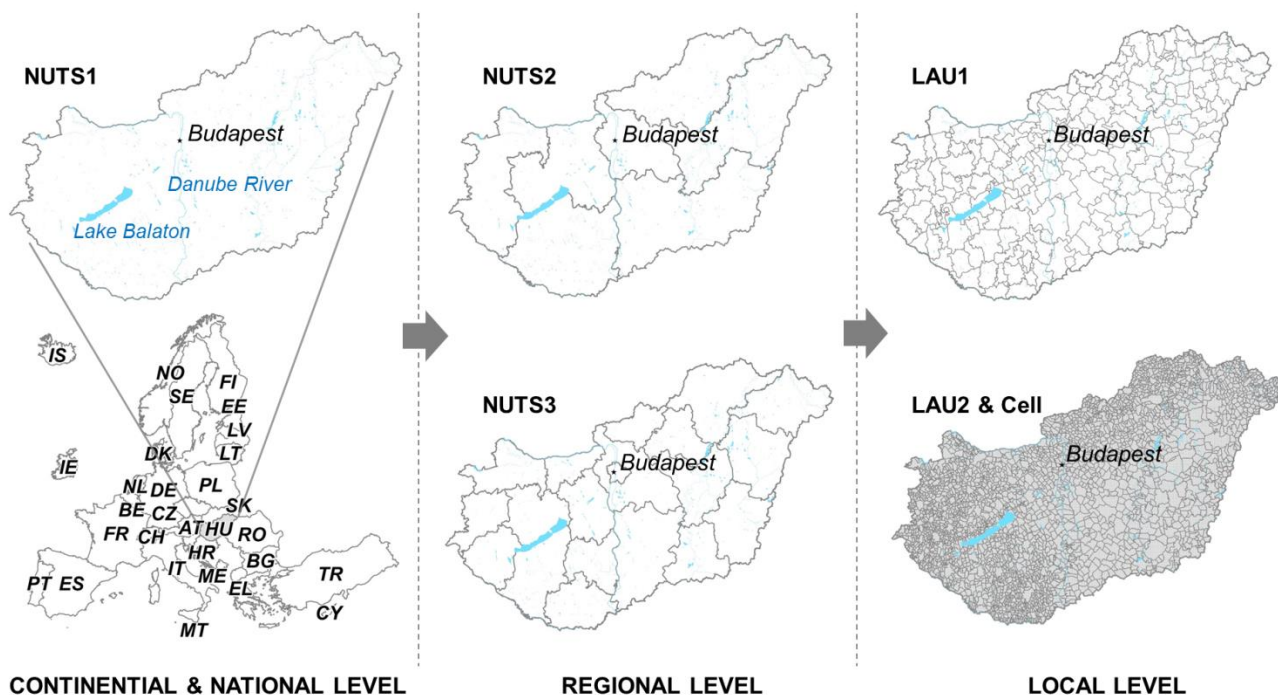 NUTS1
Budapest
Danube River
Lake Balaton
IS
NO
SE
FI
EE
LV
LT
DK
IE
NL
DE
PL
BE
CZ
SK
FR
CH
AT
HU
RO
HR
IT
ME
BG
PT
ES
EL
TR
CY
MT
CONTINENTIAL & NATIONAL LEVEL
NUTS2
Budapest
NUTS3
Budapest
REGIONAL LEVEL
LAU1
Budapest
LAU2 & Cell
Budapest
LOCAL LEVEL